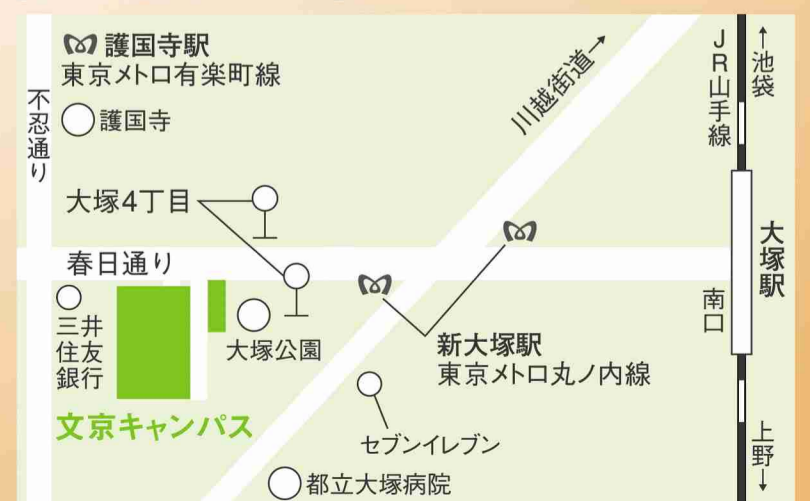 護国寺駅
東京メトロ有楽町線
不忍通り
護国寺
川越街道→
JR山手線
←池袋
大塚4丁目
春日通り
大塚駅
南口
三井
住友
銀行
大塚公園
新大塚駅
東京メトロ丸ノ内線
文京キャンパス
セブンイレブン
上野→
都立大塚病院